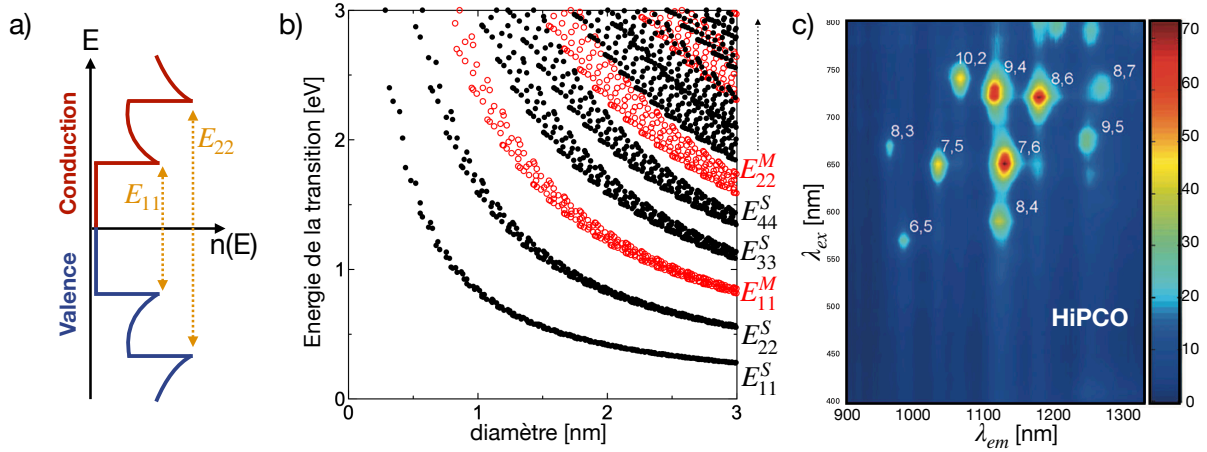 a)
E
Conduction
Valence
E₁₁
E₂₂
n(E)
b)
Energie de la transition [eV]
3
2
1
0
0
1
2
3
diamètre [nm]
E₂₂ᴹ
E₄₄ˢ
E₃₃ˢ
E₁₁ᴹ
E₂₂ˢ
E₁₁ˢ
c)
λₑₓ [nm]
800
750
700
650
600
550
500
450
400
10,2
9,4
8,6
8,7
8,3
7,5
7,6
9,5
6,5
8,4
HiPCO
900
1000
1100
1200
1300
λₑₘ [nm]
70
60
50
40
30
20
10
0